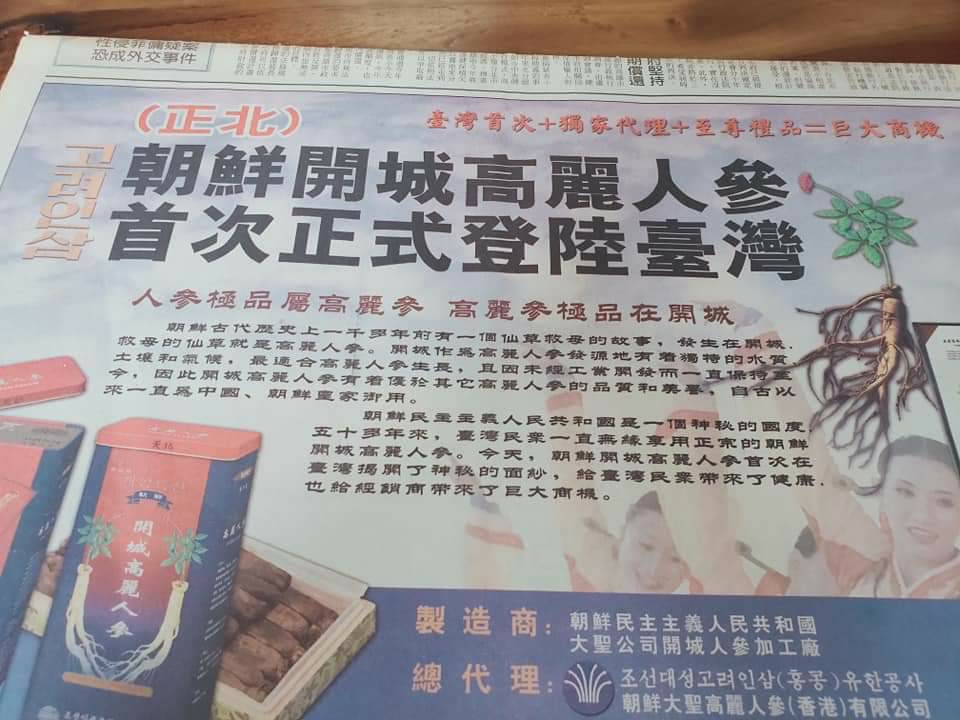 性侵菲傭疑案
恐成外交事件
府堅持
期償還
(正北)
臺灣首次+獨家代理+至尊禮品=巨大商機
고려인삼
朝鮮開城高麗人參
首次正式登陸臺灣
人參極品屬高麗參 高麗參極品在開城
朝鮮古代歷史上一千多年前有一個仙草救母的故事，發生在開城.
救母的仙草就是高麗人參。開城作為高麗人參發源地有着獨特的水質.
土壤和氣候，最適合高麗人參生長，且因未經工業開發而一直保持至
今，因此開城高麗人參有着優於其它高麗人參的品質和美譽，自古以
來一直為中國、朝鮮皇家御用。
朝鮮民主主義人民共和國是一個神秘的國度
五十多年來，臺灣民衆一直無緣享用正宗的朝鮮
開城高麗人參。今天，朝鮮開城高麗人參首次在
臺灣揭開了神秘的面紗，給臺灣民衆帶來了健康.
也給經銷商帶來了巨大商機。
開城高麗人參
製造商: 朝鮮民主主義人民共和國
大聖公司開城人參加工廠
總代理: 조선대성고려인삼(홍콩)유한공사
朝鮮大聖高麗人參(香港)有限公司